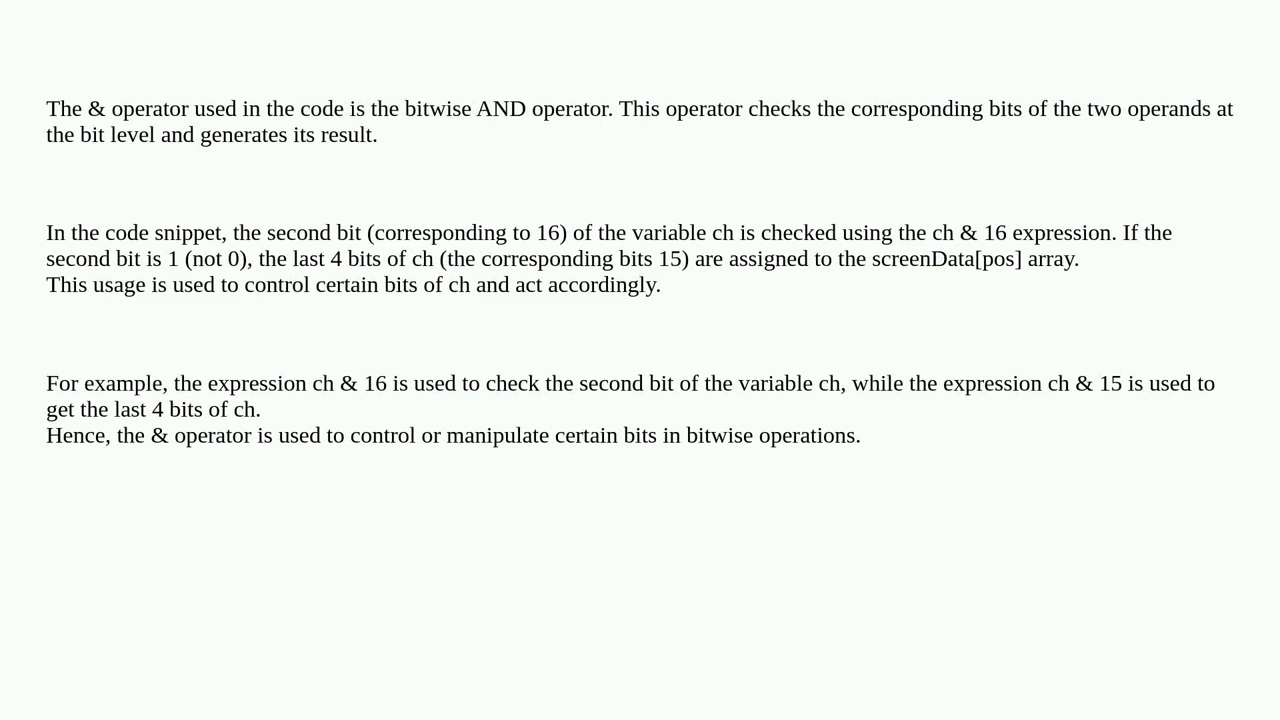 The & operator used in the code is the bitwise AND operator. This operator checks the corresponding bits of the two operands at
the bit level and generates its result.
In the code snippet, the second bit (corresponding to 16) of the variable ch is checked using the ch & 16 expression. If the
second bit is 1 (not 0), the last 4 bits of ch (the corresponding bits 15) are assigned to the screenData[pos] array.
This usage is used to control certain bits of ch and act accordingly.
For example, the expression ch & 16 is used to check the second bit of the variable ch, while the expression ch & 15 is used to
get the last 4 bits of ch.
Hence, the & operator is used to control or manipulate certain bits in bitwise operations.